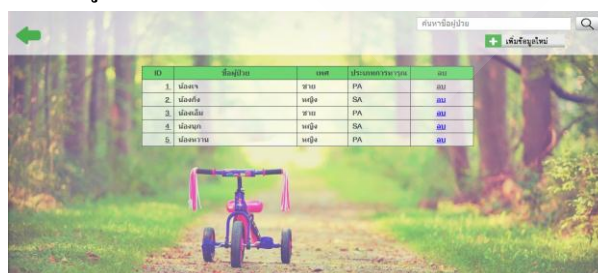 ค้นหาชื่อผู้ป่วย
เพิ่มข้อมูลใหม่
ID ชื่อผู้ป่วย เพศ ประเภทการทารุณ ลบ
1 น้องเจ ชาย PA ลบ
2 น้องกิ่ง หญิง SA ลบ
3 น้องเอ็ม ชาย PA ลบ
4 น้องนก หญิง SA ลบ
5 น้องหวาน หญิง PA ลบ